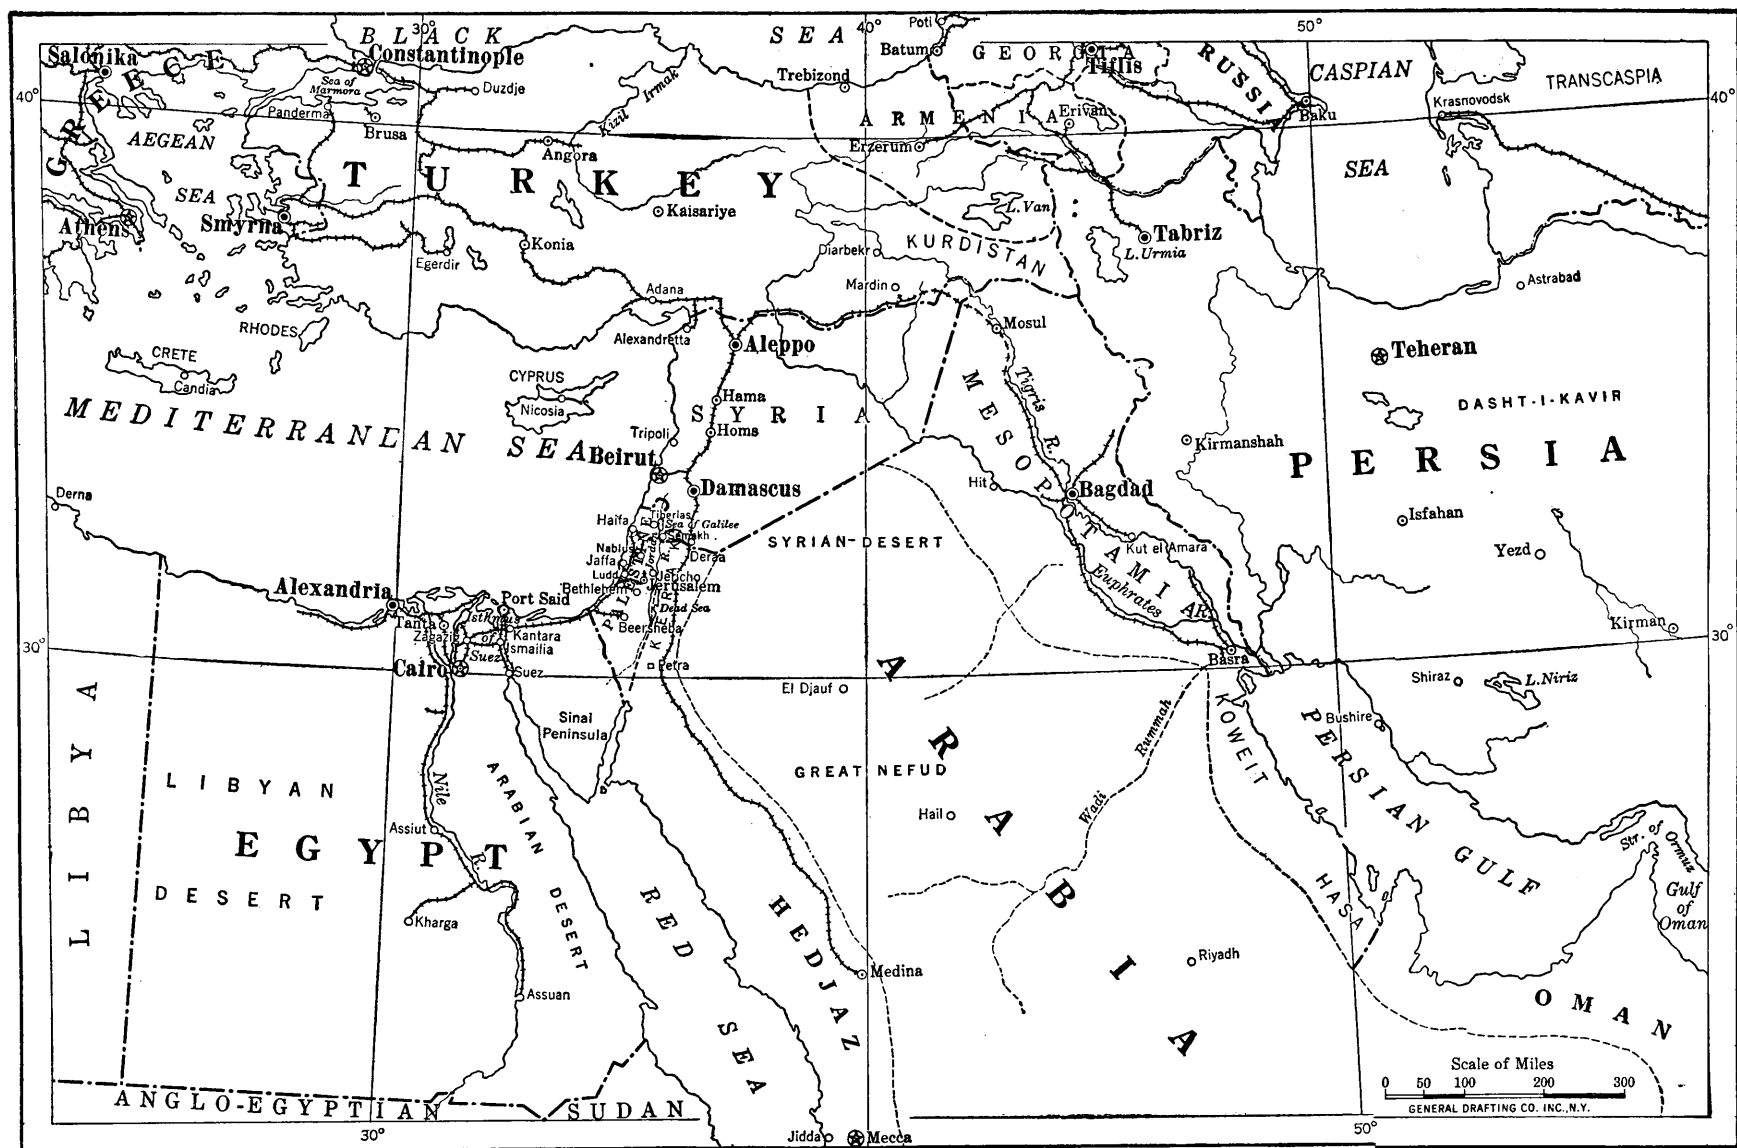 30°
40°
50°
BLACK
SEA
Poti
Salonika
Constantinople
Batum
GEORGIA
Tiflis
RUSSIA
CASPIAN
TRANSCASPIA
Sea of
Marmora
Duzdje
Kizil Irmak
Trebizond
Krasnovodsk
40°
40°
GREECE
Panderma
Brusa
ARMENIA
Erivan
Baku
AEGEAN
Angora
Erzerum
SEA
TURKEY
SEA
Smyrna
Kaisariye
L. Van
Athens
Konia
Diarbekr
KURDISTAN
Tabriz
L. Urmia
Egerdir
Adana
Mardin
Astrabad
RHODES
Alexandretta
Aleppo
Mosul
Teheran
CRETE
Candia
CYPRUS
Nicosia
Hama
SYRIA
MESOPOTAMIA
Tigris R.
DASHT-I-KAVIR
MEDITERRANEAN SEA
Tripoli
Homs
Kirmanshah
PERSIA
Beirut
Derna
Damascus
Hit
Bagdad
Isfahan
Haifa
Tiberias
Sea of Galilee
Semakh
Nablus
Jordan
Deraa
SYRIAN-DESERT
Kut el Amara
Yezd
Jaffa
Ludd
Jericho
Bethlehem
Jerusalem
PALESTINE
KERAK
Dead Sea
Euphrates
AR.
Alexandria
Port Said
Tanta
Isthmus
of
Suez
Zagazig
Kantara
Ismailia
Beersheba
Kirman
30°
30°
Cairo
Suez
Petra
Basra
El Djauf
Shiraz
L. Niriz
LIBYA
Sinai
Peninsula
ARABIA
Wadi Rummah
KOWEIT
Bushire
PERSIAN GULF
LIBYAN
DESERT
Nile R.
ARABIAN DESERT
GREAT NEFUD
Hail
Str. of Ormuz
Assiut
EGYPT
HASA
Gulf
of
Oman
Kharga
RED SEA
HEDJAZ
Medina
Riyadh
Assuan
OMAN
Scale of Miles
0 50 100 200 300
GENERAL DRAFTING CO. INC., N.Y.
ANGLO-EGYPTIAN SUDAN
30°
Jidda
Mecca
50°